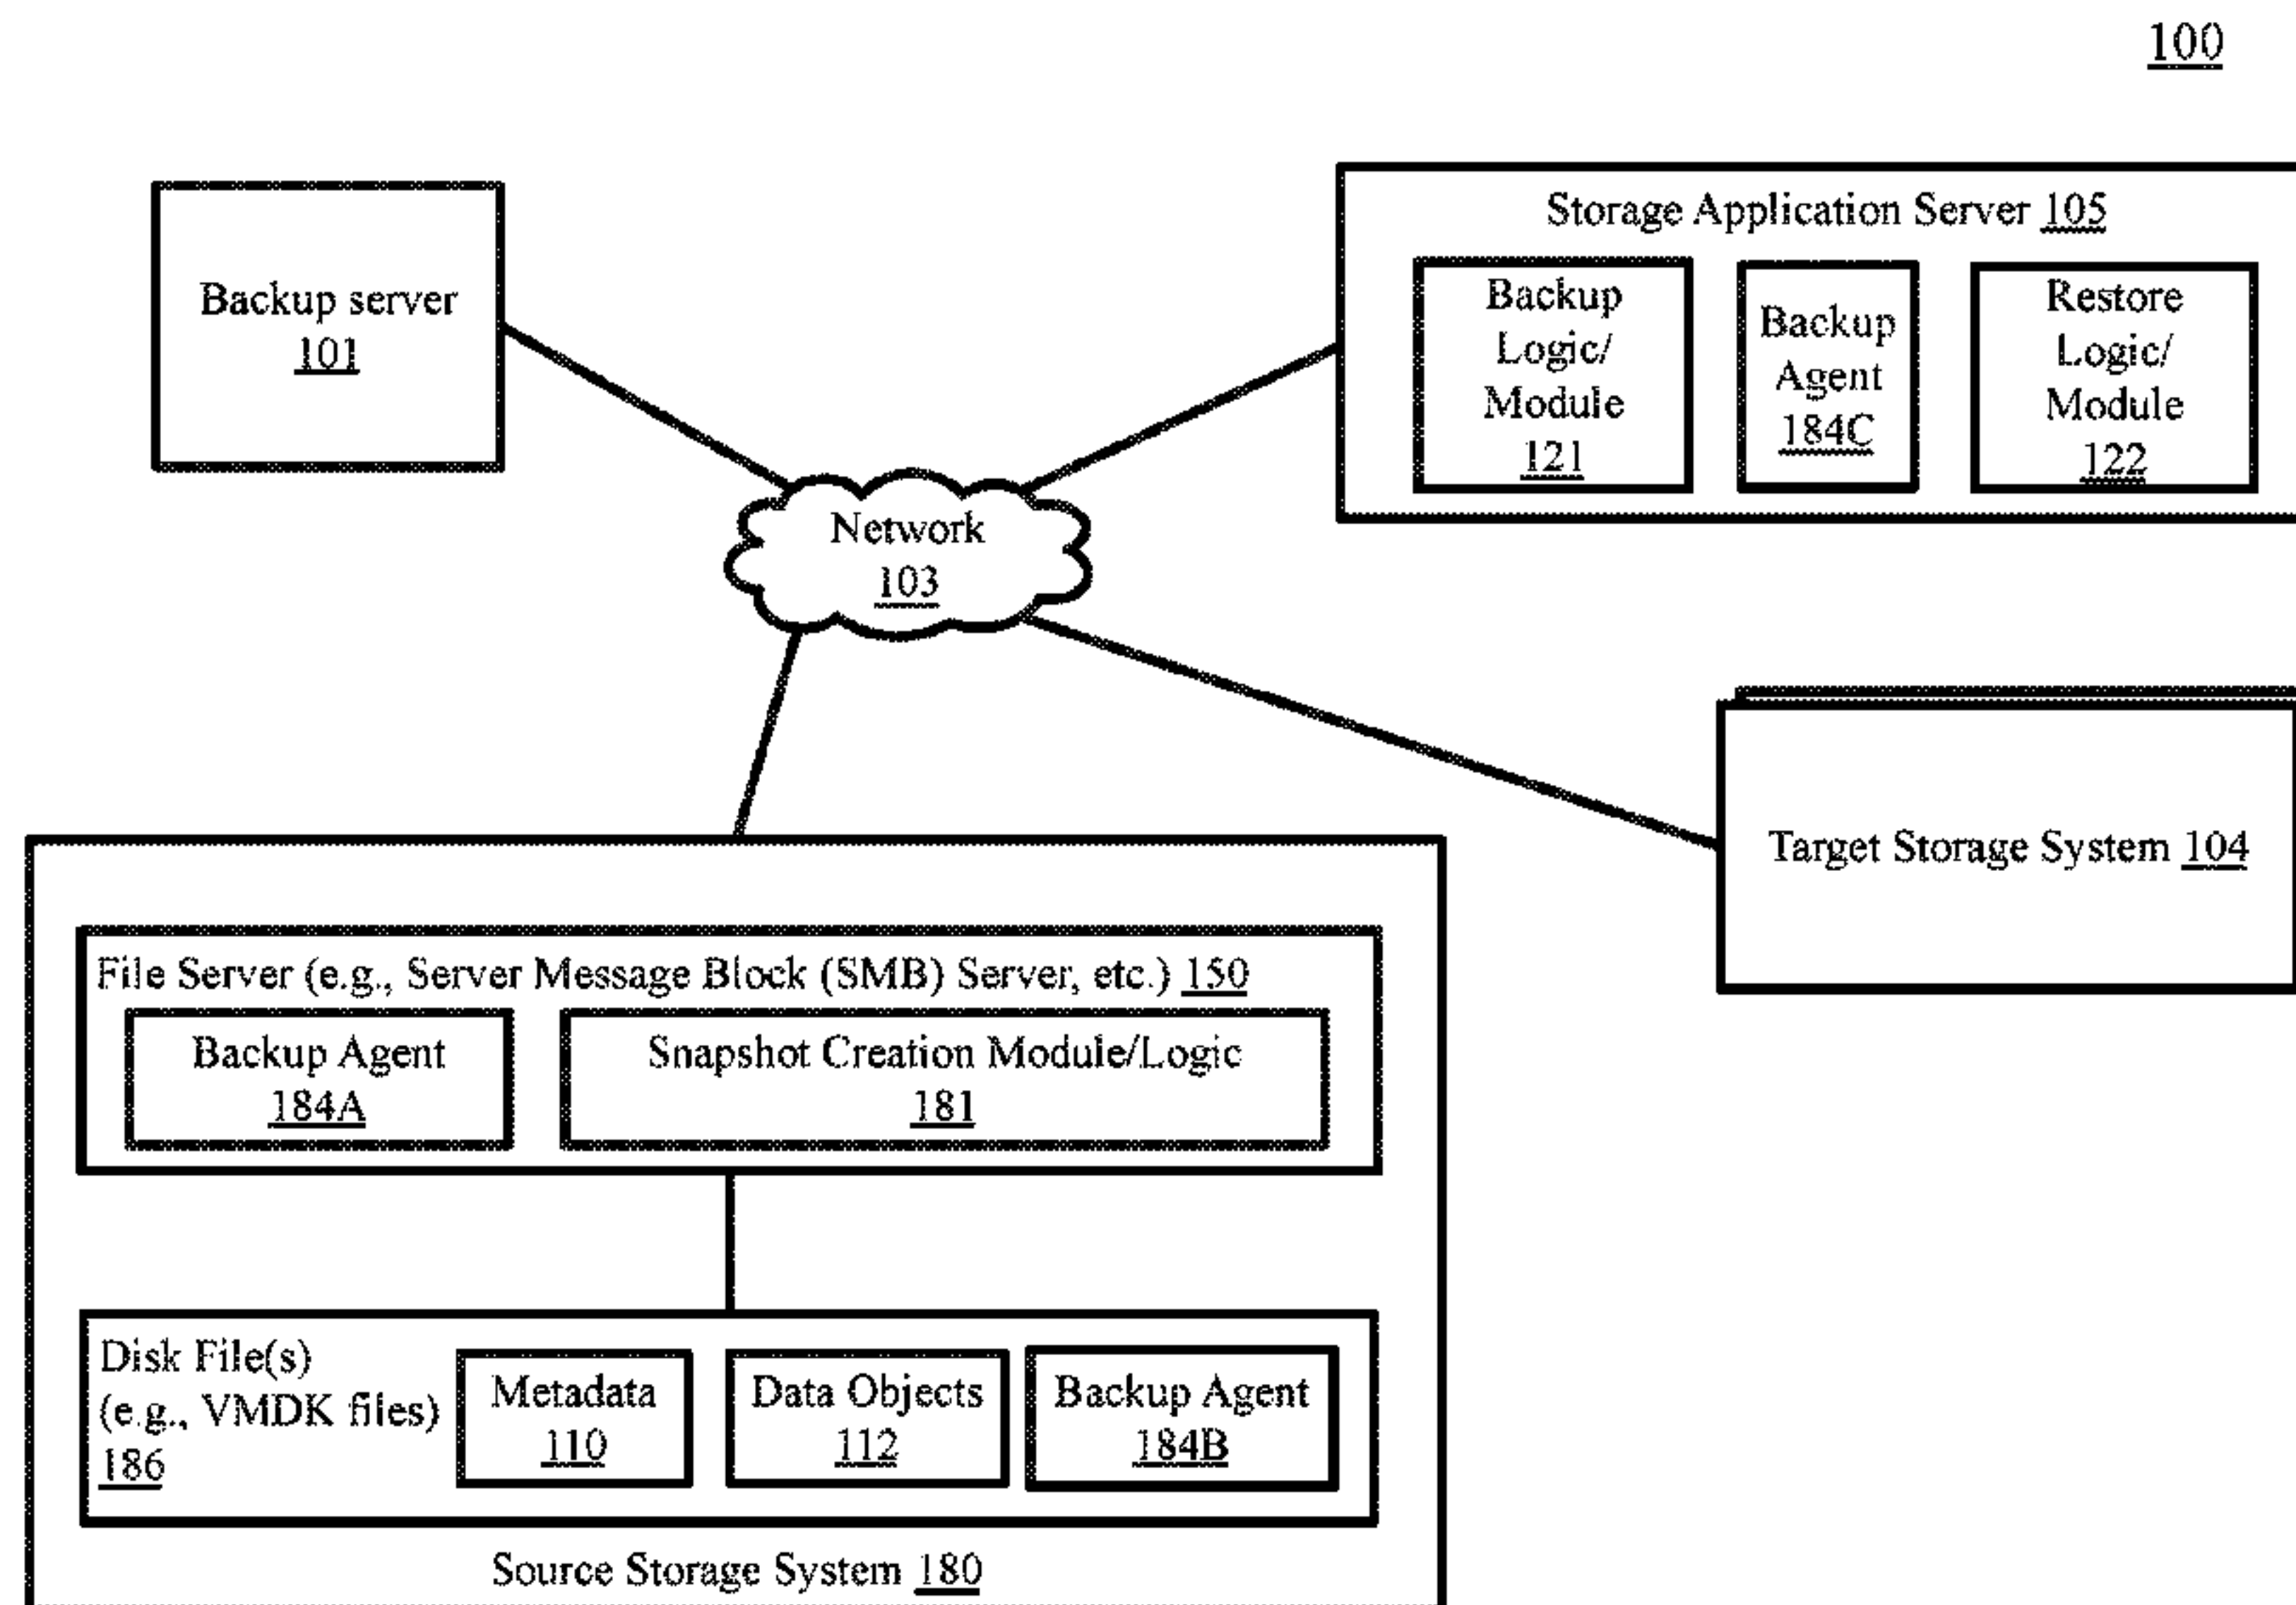 100
Backup server
101
Storage Application Server 105
Backup
Logic/
Module
121
Backup
Agent
184C
Restore
Logic/
Module
122
Network
103
Target Storage System 104
File Server (e.g., Server Message Block (SMB) Server, etc.) 150
Backup Agent
184A
Snapshot Creation Module/Logic
181
Disk File(s)
(e.g., VMDK files)
186
Metadata
110
Data Objects
112
Backup Agent
184B
Source Storage System 180